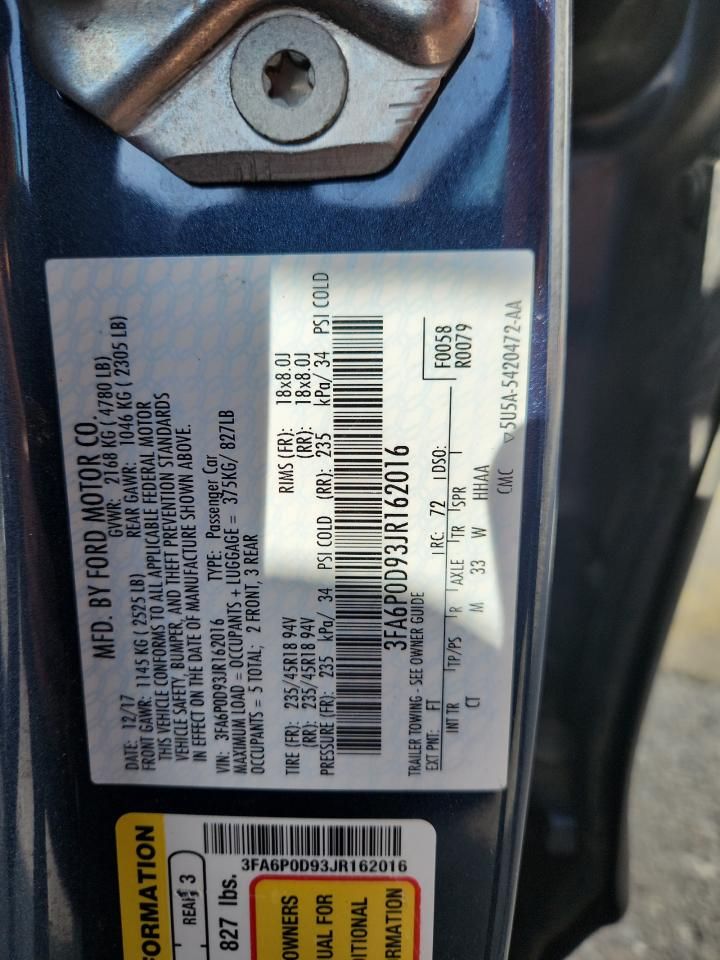 MFD. BY FORD MOTOR CO.
DATE: 12/17 GVWR: 2168 KG ( 4780 LB)
FRONT GAWR: 1145 KG ( 2525 LB) REAR GAWR: 1046 KG ( 2305 LB)
THIS VEHICLE CONFORMS TO ALL APPLICABLE FEDERAL MOTOR
VEHICLE SAFETY, BUMPER, AND THEFT PREVENTION STANDARDS
IN EFFECT ON THE DATE OF MANUFACTURE SHOWN ABOVE.
VIN: 3FA6P0D93JR162016 TYPE: Passenger Car
MAXIMUM LOAD = OCCUPANTS + LUGGAGE = 375KG/ 827LB
OCCUPANTS = 5 TOTAL; 2 FRONT, 3 REAR
TIRE (FR): 235/45R18 94V RIMS (FR): 18x8.0J
(RR): 235/45R18 94V (RR): 18x8.0J
PRESSURE (FR): 235 kPa/ 34 PSI COLD (RR): 235 kPa/ 34 PSI COLD
3FA6P0D93JR162016
TRAILER TOWING - SEE OWNER GUIDE
F0058
R0079
EXT PNT: FT RC: 72 DSO:
INT TR TP/PS R AXLE TR SPR
CT M 33 W HHAA
CMC ▽5U5A-5420472-AA
3FA6P0D93JR162016
ORMATION
REAR 3
827 lbs.
OWNERS
UAL FOR
DITIONAL
RMATION